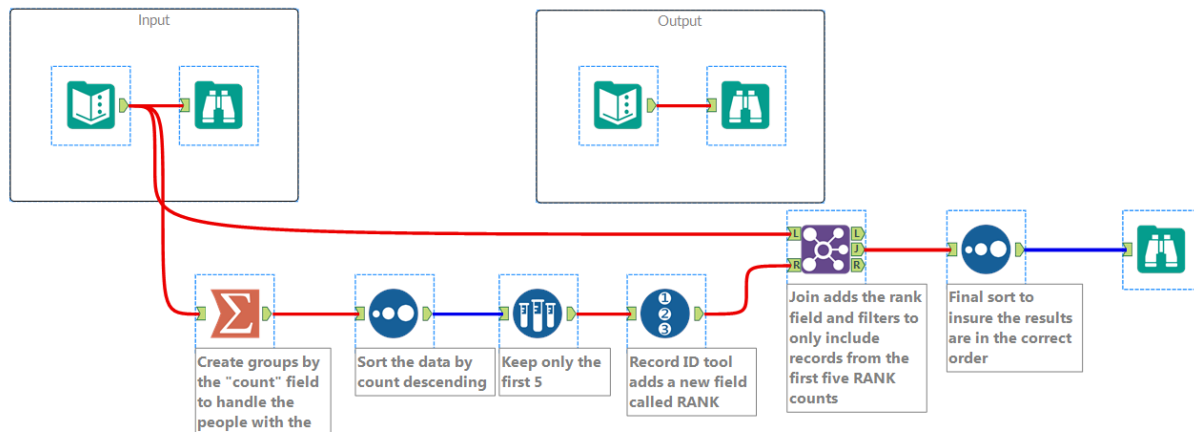 Input
Output
L
L
J
R
R
1
2
3
Create groups by
the "count" field
to handle the
people with the
Sort the data by
count descending
Keep only the
first 5
Record ID tool
adds a new field
called RANK
Join adds the rank
field and filters to
only include
records from the
first five RANK
counts
Final sort to
insure the results
are in the correct
order